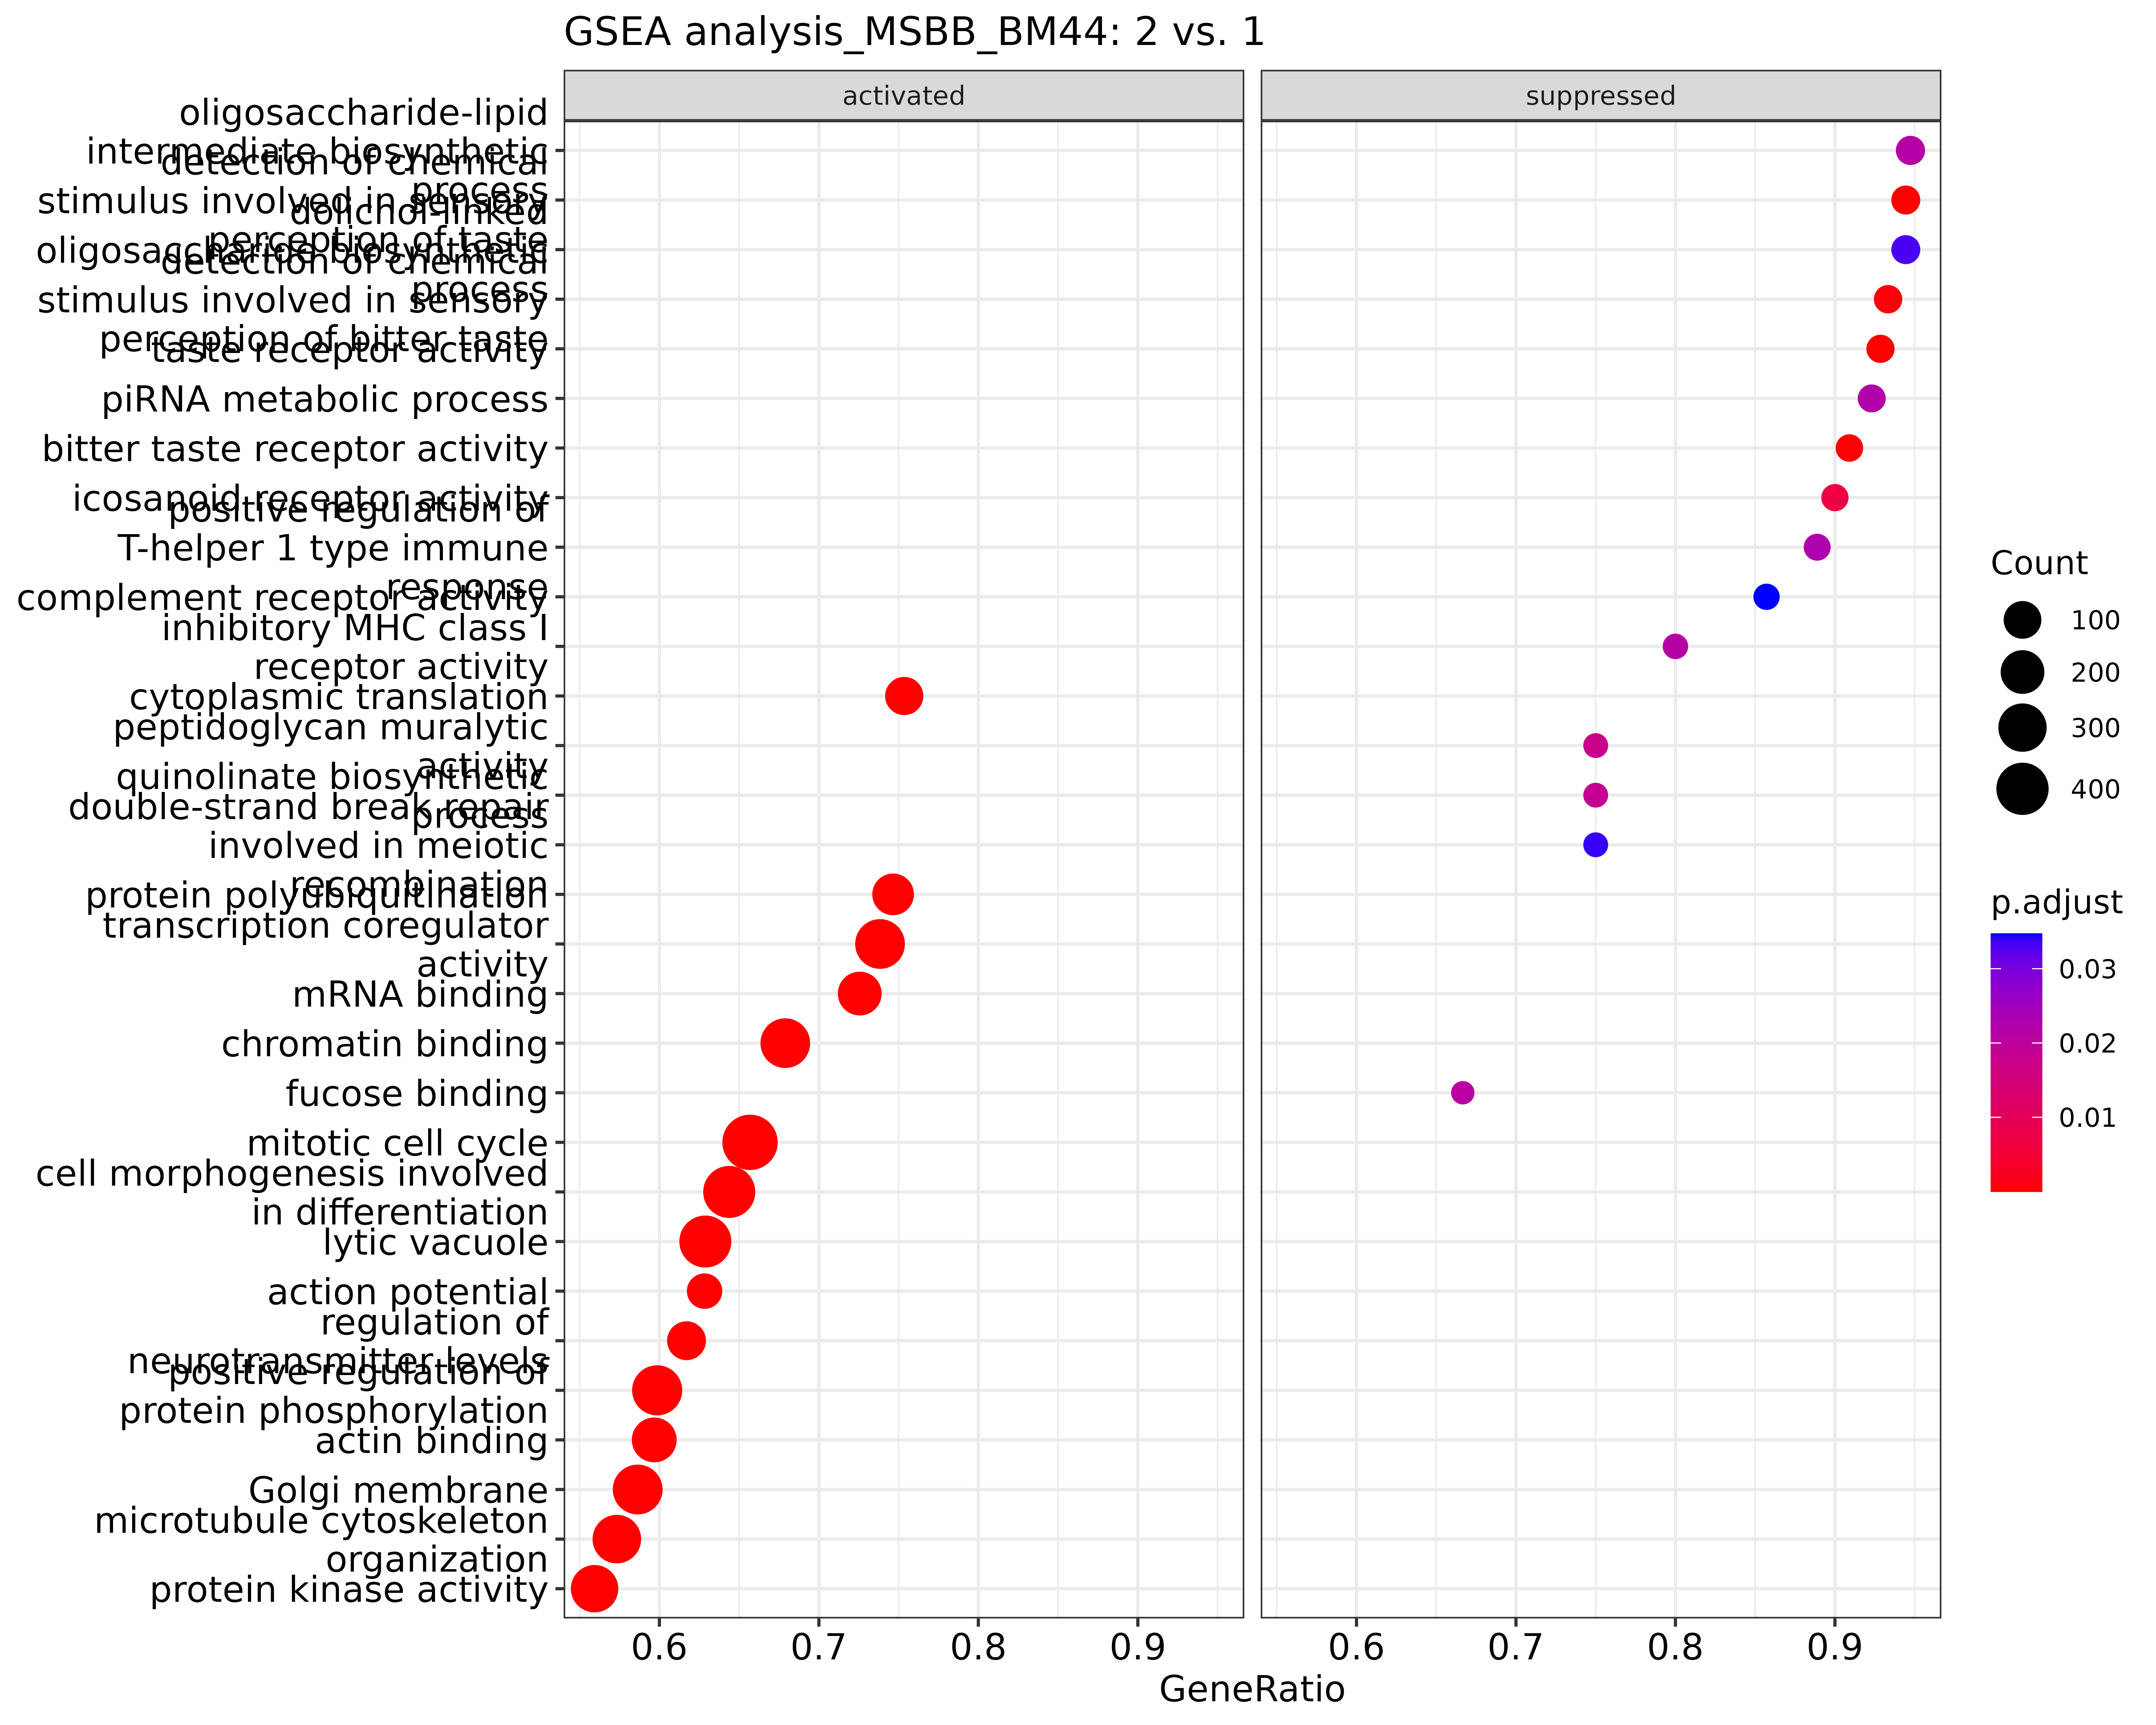 GSEA analysis_MSBB_BM44: 2 vs. 1
activated
suppressed
oligosaccharide-lipid
intermediate biosynthetic
process
detection of chemical
stimulus involved in sensory
perception of taste
dolichol-linked
oligosaccharide biosynthetic
process
detection of chemical
stimulus involved in sensory
perception of bitter taste
taste receptor activity
piRNA metabolic process
bitter taste receptor activity
icosanoid receptor activity
positive regulation of
T-helper 1 type immune
response
complement receptor activity
inhibitory MHC class I
receptor activity
cytoplasmic translation
peptidoglycan muralytic
activity
quinolinate biosynthetic
process
double-strand break repair
involved in meiotic
recombination
protein polyubiquitination
transcription coregulator
activity
mRNA binding
chromatin binding
fucose binding
mitotic cell cycle
cell morphogenesis involved
in differentiation
lytic vacuole
action potential
regulation of
neurotransmitter levels
positive regulation of
protein phosphorylation
actin binding
Golgi membrane
microtubule cytoskeleton
organization
protein kinase activity
0.6 0.7 0.8 0.9
0.6 0.7 0.8 0.9
GeneRatio
Count
100
200
300
400
p.adjust
0.03
0.02
0.01